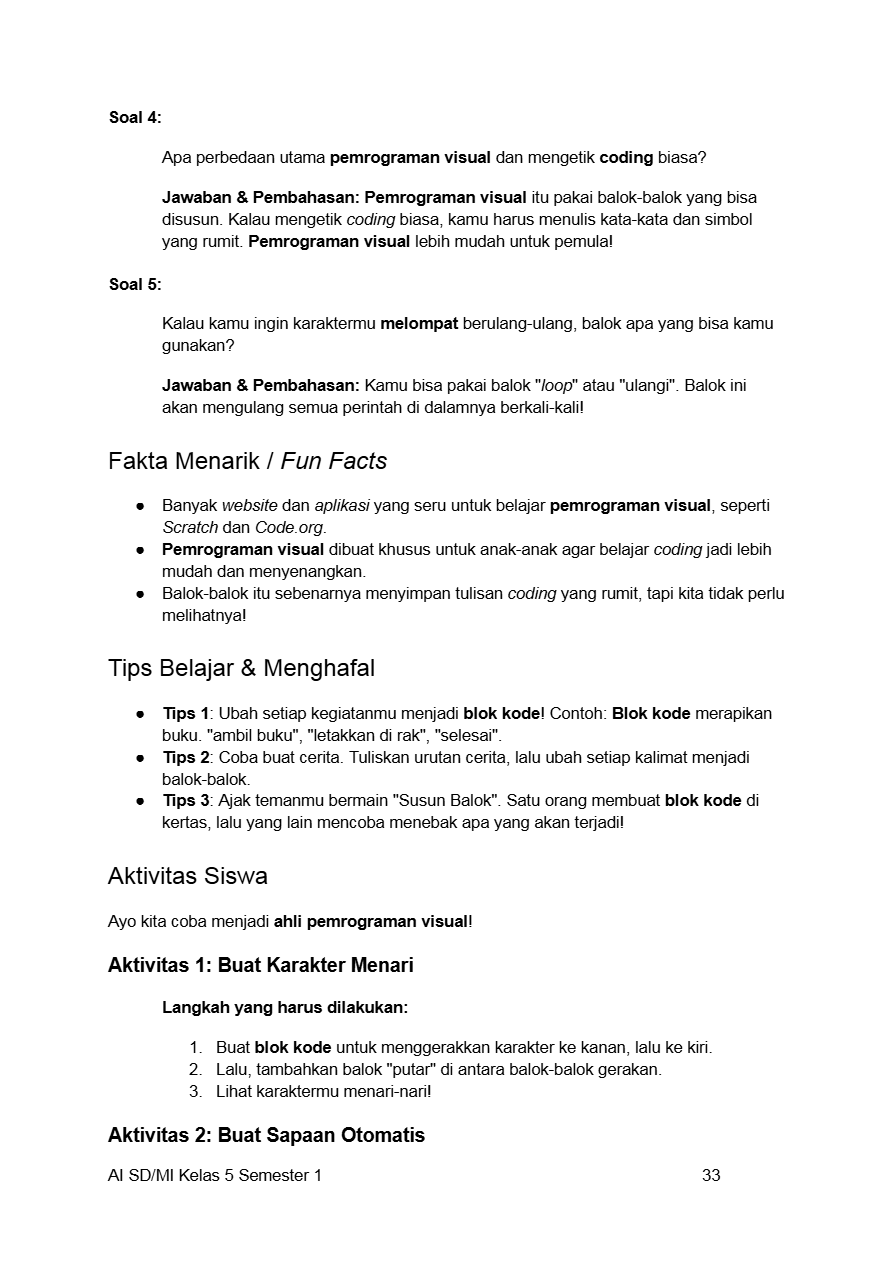 Soal 4:
Apa perbedaan utama pemrograman visual dan mengetik coding biasa?
Jawaban & Pembahasan: Pemrograman visual itu pakai balok-balok yang bisa
disusun. Kalau mengetik coding biasa, kamu harus menulis kata-kata dan simbol
yang rumit. Pemrograman visual lebih mudah untuk pemula!
Soal 5:
Kalau kamu ingin karaktermu melompat berulang-ulang, balok apa yang bisa kamu
gunakan?
Jawaban & Pembahasan: Kamu bisa pakai balok "loop" atau "ulangi". Balok ini
akan mengulang semua perintah di dalamnya berkali-kali!
Fakta Menarik / Fun Facts
● Banyak website dan aplikasi yang seru untuk belajar pemrograman visual, seperti
Scratch dan Code.org.
● Pemrograman visual dibuat khusus untuk anak-anak agar belajar coding jadi lebih
mudah dan menyenangkan.
● Balok-balok itu sebenarnya menyimpan tulisan coding yang rumit, tapi kita tidak perlu
melihatnya!
Tips Belajar & Menghafal
● Tips 1: Ubah setiap kegiatanmu menjadi blok kode! Contoh: Blok kode merapikan
buku. "ambil buku", "letakkan di rak", "selesai".
● Tips 2: Coba buat cerita. Tuliskan urutan cerita, lalu ubah setiap kalimat menjadi
balok-balok.
● Tips 3: Ajak temanmu bermain "Susun Balok". Satu orang membuat blok kode di
kertas, lalu yang lain mencoba menebak apa yang akan terjadi!
Aktivitas Siswa
Ayo kita coba menjadi ahli pemrograman visual!
Aktivitas 1: Buat Karakter Menari
Langkah yang harus dilakukan:
1. Buat blok kode untuk menggerakkan karakter ke kanan, lalu ke kiri.
2. Lalu, tambahkan balok "putar" di antara balok-balok gerakan.
3. Lihat karaktermu menari-nari!
Aktivitas 2: Buat Sapaan Otomatis
AI SD/MI Kelas 5 Semester 1 33